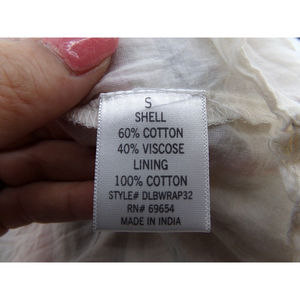 S
SHELL
60% COTTON
40% VISCOSE
LINING
100% COTTON
STYLE# DLBWRAP32
RN# 69654
MADE IN INDIA